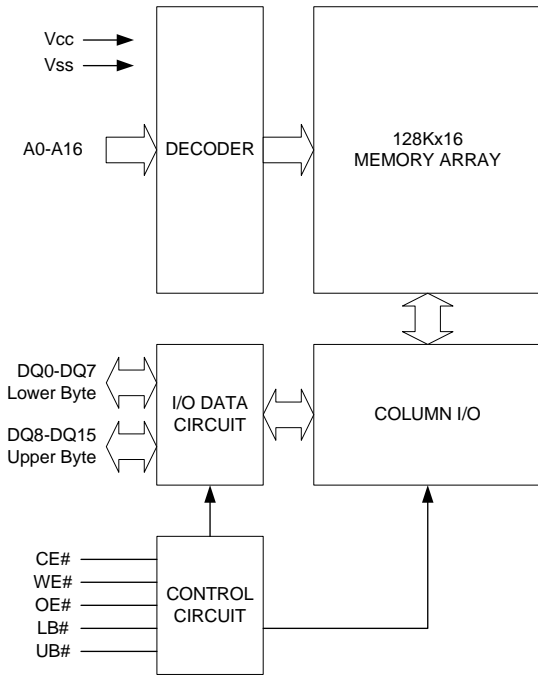 Vcc
Vss
A0-A16
DECODER
128Kx16
MEMORY ARRAY
DQ0-DQ7
Lower Byte
DQ8-DQ15
Upper Byte
I/O DATA
CIRCUIT
COLUMN I/O
CE#
WE#
OE#
LB#
UB#
CONTROL
CIRCUIT